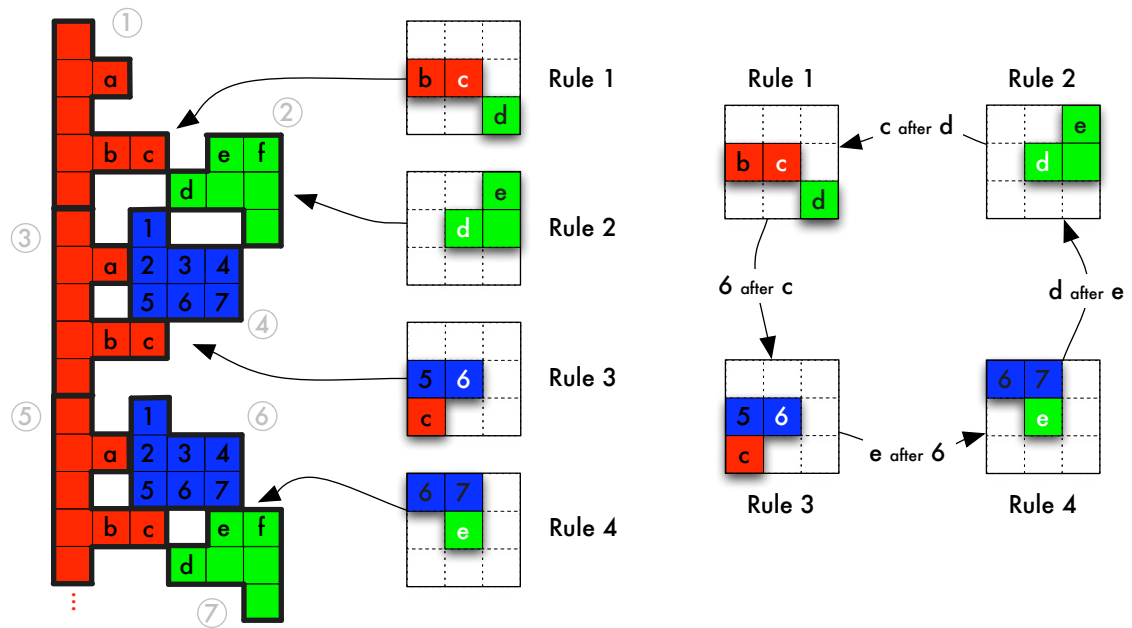 ①
a
b c
e f
②
d
③
1
a 2 3 4
5 6 7
④
b c
⑤
1
⑥
a 2 3 4
5 6 7
b c
e f
d
⑦
b c
d
Rule 1
e
d
Rule 2
5 6
c
Rule 3
6 7
e
Rule 4
Rule 1
b c
d
Rule 2
e
d
c after d
6 after c
d after e
5 6
c
Rule 3
e after 6
6 7
e
Rule 4